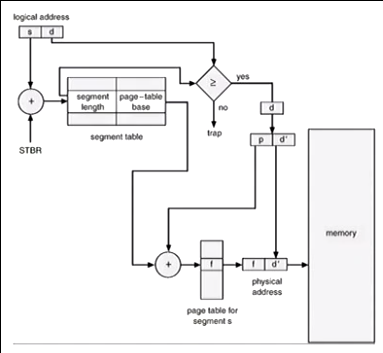 logical address
s d
≥
yes
no
trap
+
segment
length
page-table
base
segment table
STBR
d
p d'
memory
+
f
f d'
physical
address
page table for
segment s